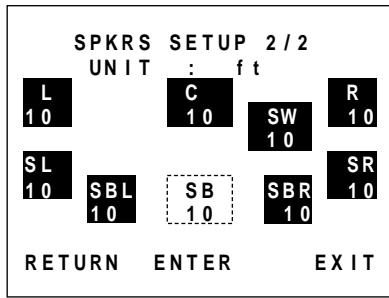 SPKRS SETUP 2/2
UNIT : ft
L C R
10 10 10
SW
10
SL SR
10 10
SBL SB SBR
10 10 10
RETURN ENTER EXIT